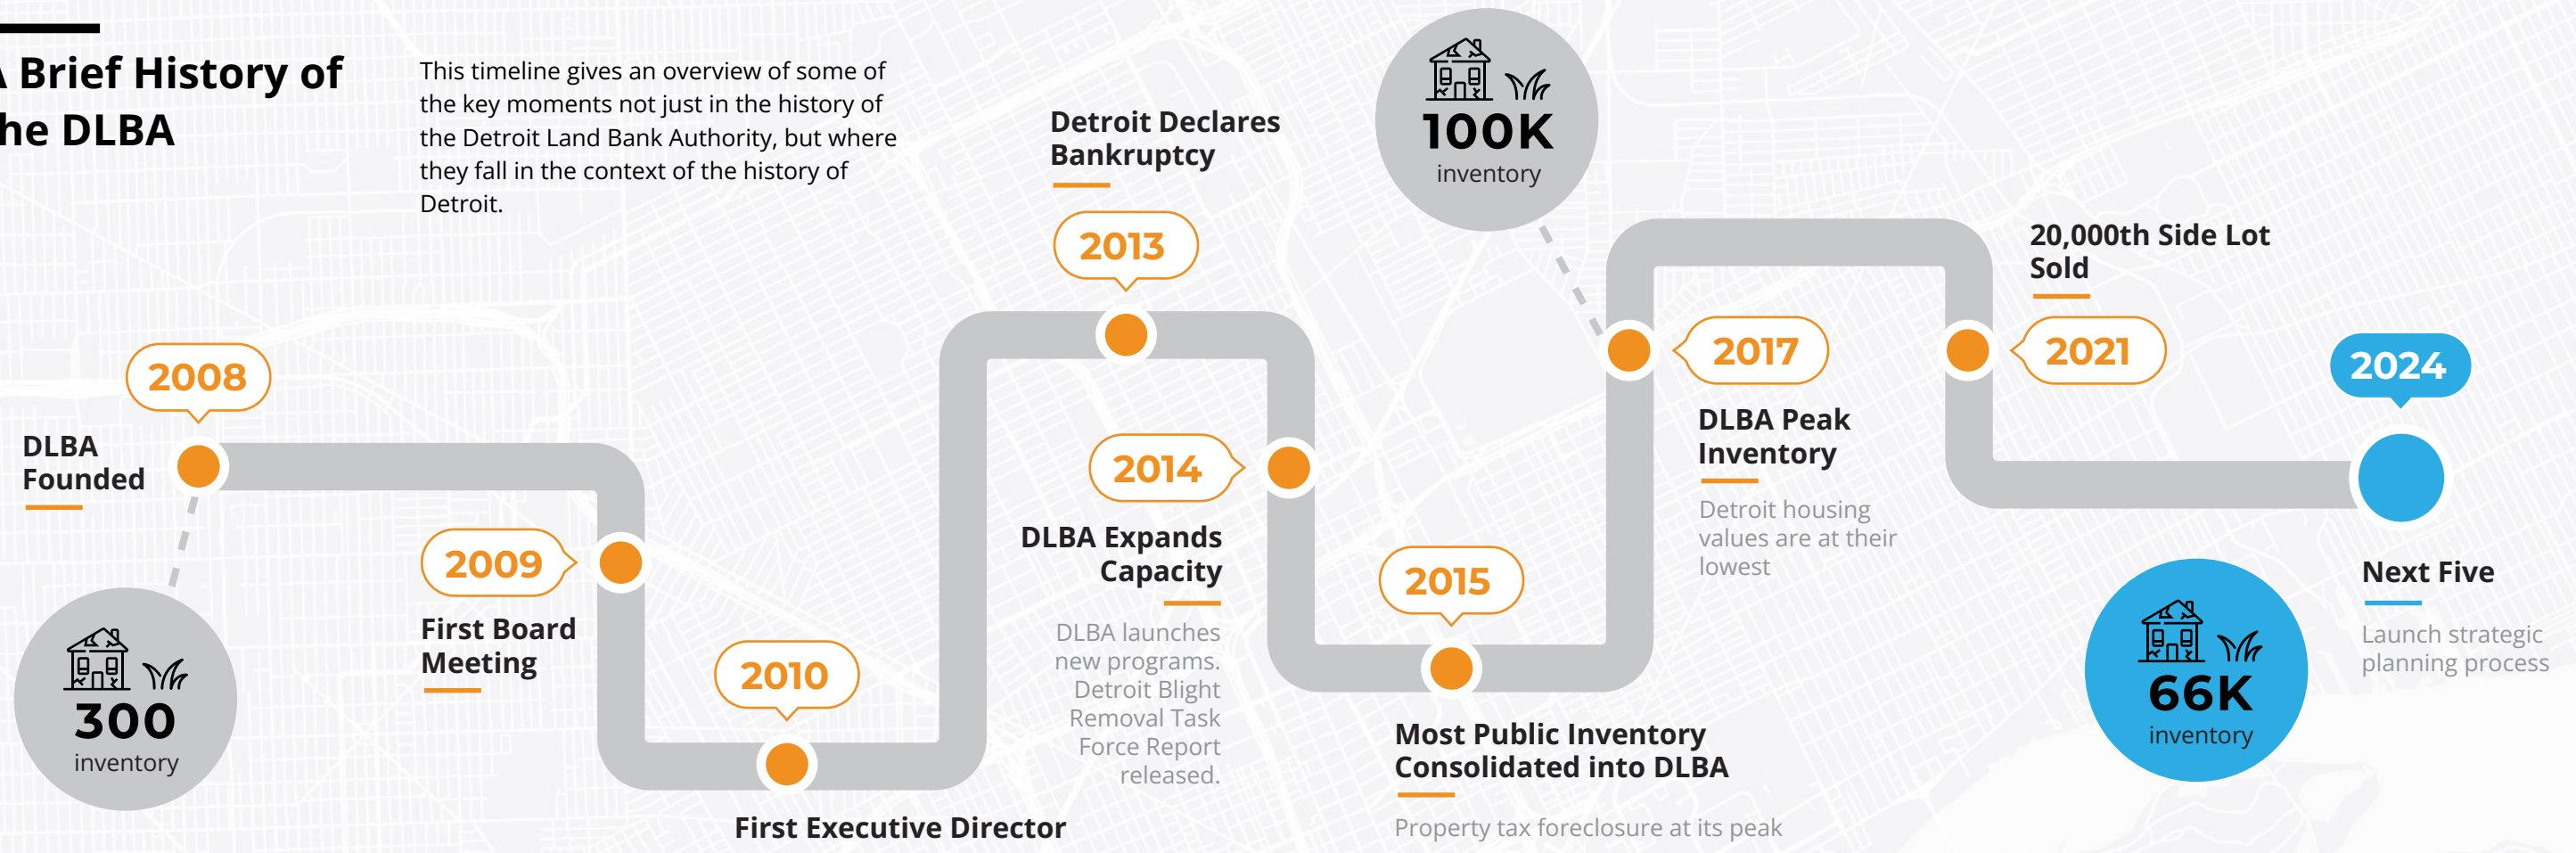 A Brief History of
he DLBA
This timeline gives an overview of some of
the key moments not just in the history of
the Detroit Land Bank Authority, but where
they fall in the context of the history of
Detroit.
2008
DLBA
Founded
300
inventory
2009
First Board
Meeting
2010
First Executive Director
Detroit Declares
Bankruptcy
2013
2014
DLBA Expands
Capacity
DLBA launches
new programs.
Detroit Blight
Removal Task
Force Report
released.
2015
Most Public Inventory
Consolidated into DLBA
Property tax foreclosure at its peak
100K
inventory
2017
DLBA Peak
Inventory
Detroit housing
values are at their
lowest
20,000th Side Lot
Sold
2021
2024
Next Five
Launch strategic
planning process
66K
inventory